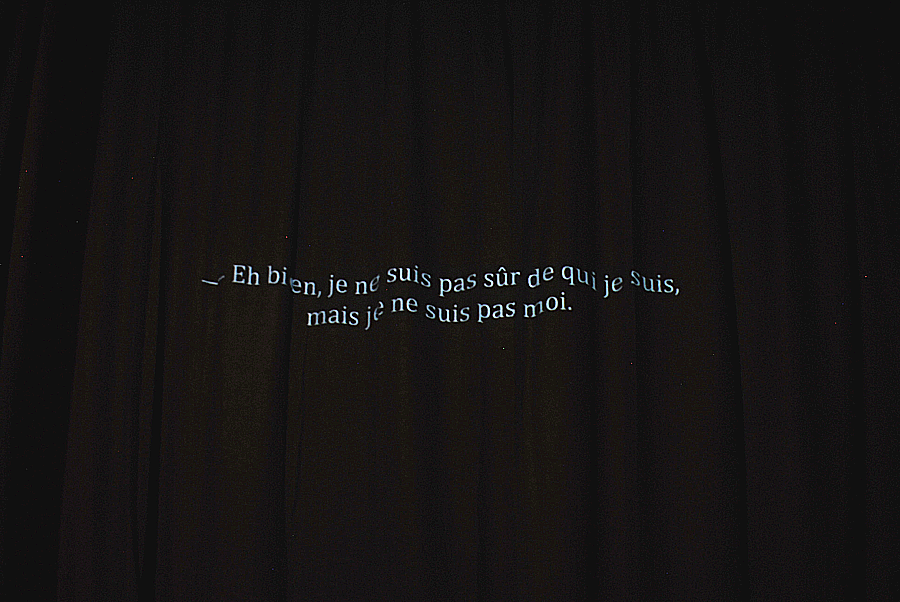 — Eh bien, je ne suis pas sûr de qui je suis,
mais je ne suis pas moi.